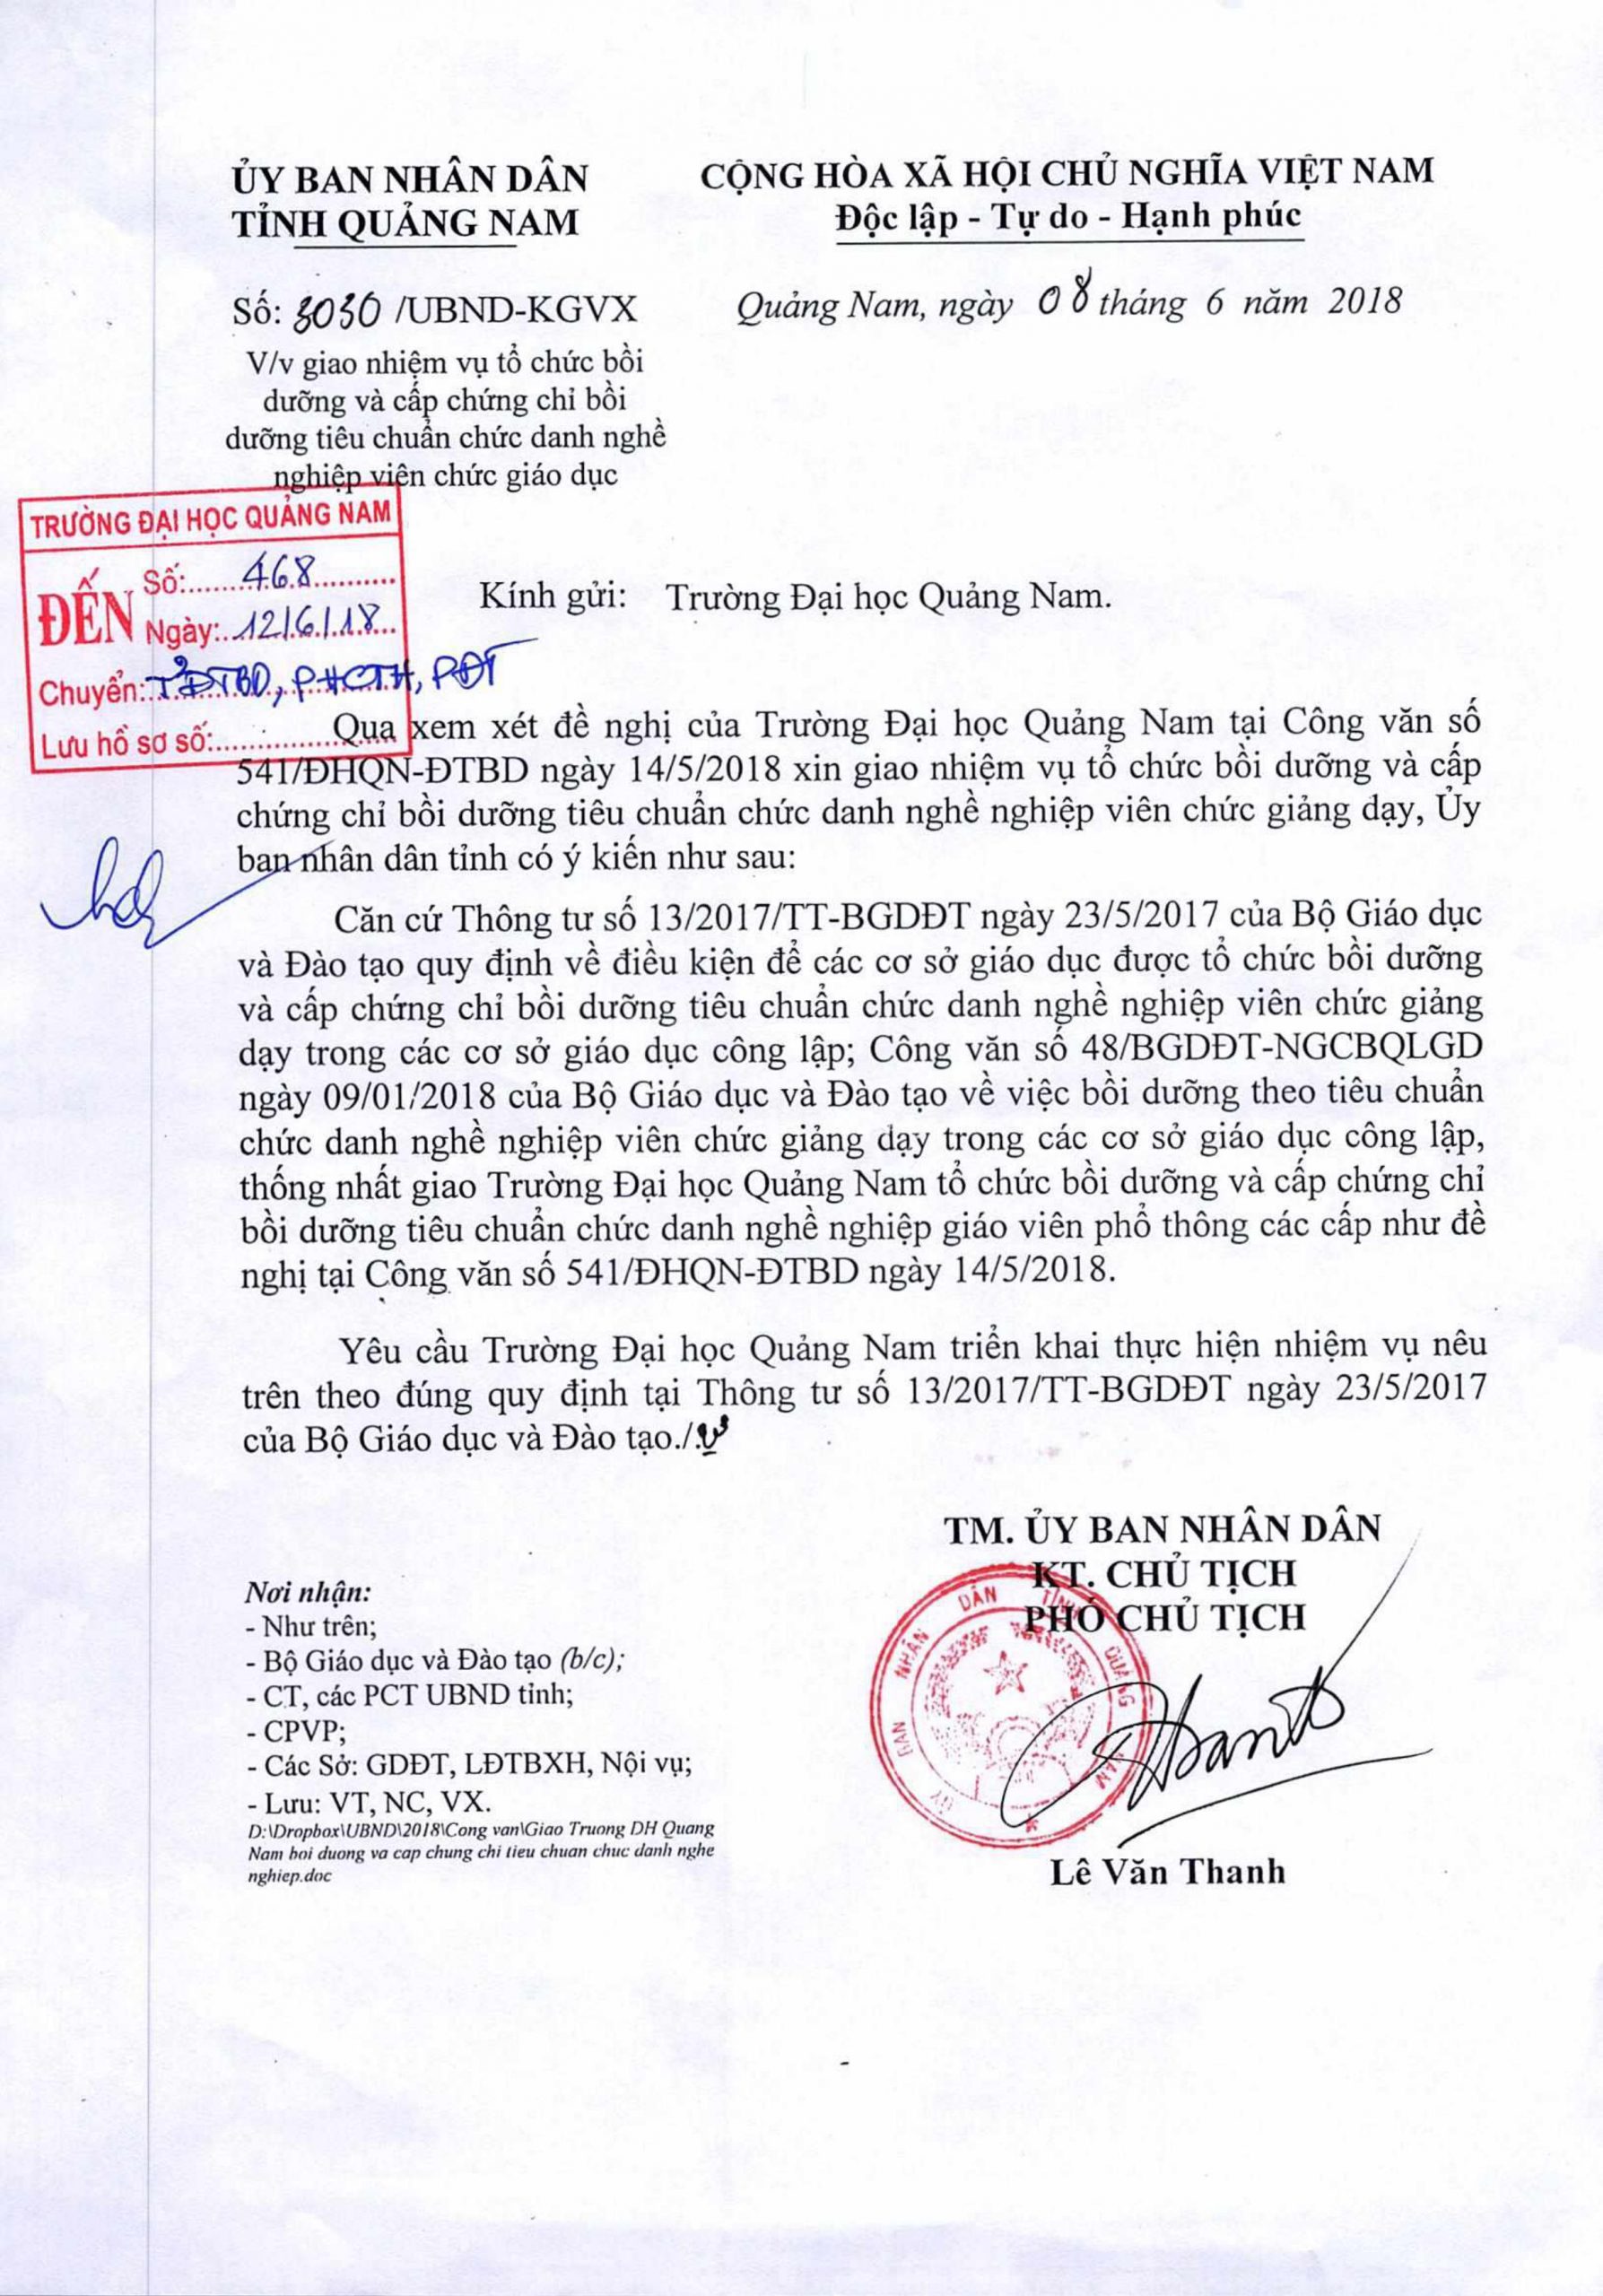 ỦY BAN NHÂN DÂN
TỈNH QUẢNG NAM
CỘNG HÒA XÃ HỘI CHỦ NGHĨA VIỆT NAM
Độc lập - Tự do - Hạnh phúc
Số: 3030 /UBND-KGVX
Quảng Nam, ngày 08 tháng 6 năm 2018
V/v giao nhiệm vụ tổ chức bồi
dưỡng và cấp chứng chỉ bồi
dưỡng tiêu chuẩn chức danh nghề
nghiệp viên chức giáo dục
TRƯỜNG ĐẠI HỌC QUẢNG NAM
ĐẾN
Số: 468
Ngày: 12/6/18
Chuyển: TĐTBD, PHCTH, PĐT
Lưu hồ sơ số:
Kính gửi: Trường Đại học Quảng Nam.
Qua xem xét đề nghị của Trường Đại học Quảng Nam tại Công văn số
541/ĐHQN-ĐTBD ngày 14/5/2018 xin giao nhiệm vụ tổ chức bồi dưỡng và cấp
chứng chỉ bồi dưỡng tiêu chuẩn chức danh nghề nghiệp viên chức giảng dạy, Ủy
ban nhân dân tỉnh có ý kiến như sau:
Căn cứ Thông tư số 13/2017/TT-BGDĐT ngày 23/5/2017 của Bộ Giáo dục
và Đào tạo quy định về điều kiện để các cơ sở giáo dục được tổ chức bồi dưỡng
và cấp chứng chỉ bồi dưỡng tiêu chuẩn chức danh nghề nghiệp viên chức giảng
dạy trong các cơ sở giáo dục công lập; Công văn số 48/BGDĐT-NGCBQLGD
ngày 09/01/2018 của Bộ Giáo dục và Đào tạo về việc bồi dưỡng theo tiêu chuẩn
chức danh nghề nghiệp viên chức giảng dạy trong các cơ sở giáo dục công lập,
thống nhất giao Trường Đại học Quảng Nam tổ chức bồi dưỡng và cấp chứng chỉ
bồi dưỡng tiêu chuẩn chức danh nghề nghiệp giáo viên phổ thông các cấp như đề
nghị tại Công văn số 541/ĐHQN-ĐTBD ngày 14/5/2018.
Yêu cầu Trường Đại học Quảng Nam triển khai thực hiện nhiệm vụ nêu
trên theo đúng quy định tại Thông tư số 13/2017/TT-BGDĐT ngày 23/5/2017
của Bộ Giáo dục và Đào tạo./.
TM. ỦY BAN NHÂN DÂN
KT. CHỦ TỊCH
PHÓ CHỦ TỊCH
ỦY BAN NHÂN DÂN TỈNH QUẢNG NAM
Lê Văn Thanh
Nơi nhận:
- Như trên;
- Bộ Giáo dục và Đào tạo (b/c);
- CT, các PCT UBND tỉnh;
- CPVP;
- Các Sở: GDĐT, LĐTBXH, Nội vụ;
- Lưu: VT, NC, VX.
D:\Dropbox\UBND\2018\Cong van\Giao Truong DH Quang
Nam boi duong va cap chung chi tieu chuan chuc danh nghe
nghiep.doc